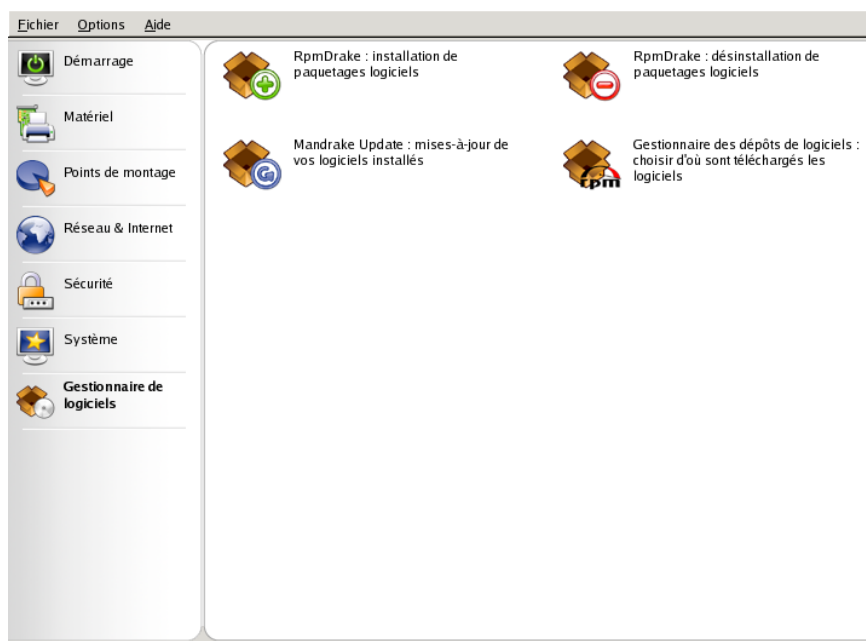 Fichier Options Aide
Démarrage
Matériel
Points de montage
Réseau & Internet
Sécurité
Système
Gestionnaire de
logiciels
RpmDrake : installation de
paquetages logiciels
RpmDrake : désinstallation de
paquetages logiciels
Mandrake Update : mises-à-jour de
vos logiciels installés
Gestionnaire des dépôts de logiciels :
choisir d'où sont téléchargés les
logiciels
rpm